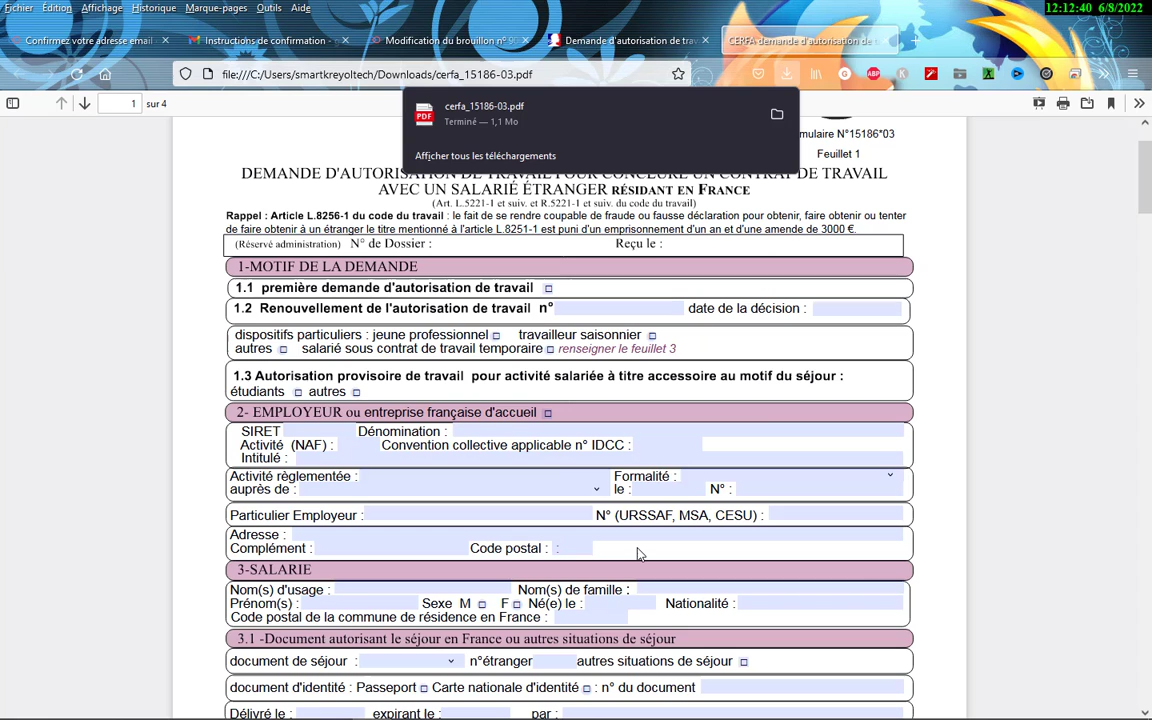 Fichier Édition Affichage Historique Marque-pages Outils Aide
12:12:40 6/8/2022
Confirmez votre adresse email
Instructions de confirmation -
Modification du brouillon n°
Demande d'autorisation de trav
CERFA-demande d'autorisation de
file:///C:/Users/smartkreyoltech/Downloads/cerfa_15186-03.pdf
1 sur 4
cerfa_15186-03.pdf
Terminé — 1,1 Mo
Afficher tous les téléchargements
mulaire N°15186*03
Feuillet 1
DEMANDE D'AUTORISATION DE TRAVAIL POUR CONCLURE UN CONTRAT DE TRAVAIL
AVEC UN SALARIÉ ÉTRANGER RÉSIDANT EN FRANCE
(Art. L.5221-1 et suiv. et R.5221-1 et suiv. du code du travail)
Rappel : Article L.8256-1 du code du travail : le fait de se rendre coupable de fraude ou fausse déclaration pour obtenir, faire obtenir ou tenter
de faire obtenir à un étranger le titre mentionné à l'article L.8251-1 est puni d'un emprisonnement d'un an et d'une amende de 3000 €.
(Réservé administration) N° de Dossier : Reçu le :
1-MOTIF DE LA DEMANDE
1.1 première demande d'autorisation de travail
1.2 Renouvellement de l'autorisation de travail n° date de la décision :
dispositifs particuliers : jeune professionnel travailleur saisonnier
autres salarié sous contrat de travail temporaire renseigner le feuillet 3
1.3 Autorisation provisoire de travail pour activité salariée à titre accessoire au motif du séjour :
étudiants autres
2- EMPLOYEUR ou entreprise française d'accueil
SIRET Dénomination :
Activité (NAF) : Convention collective applicable n° IDCC :
Intitulé :
Activité règlementée : Formalité :
auprès de : le : N° :
Particulier Employeur : N° (URSSAF, MSA, CESU) :
Adresse :
Complément : Code postal : :
3-SALARIE
Nom(s) d'usage : Nom(s) de famille :
Prénom(s) : Sexe M F Né(e) le : Nationalité :
Code postal de la commune de résidence en France :
3.1 -Document autorisant le séjour en France ou autres situations de séjour
document de séjour : n°étranger autres situations de séjour
document d'identité : Passeport Carte nationale d'identité : n° du document
Délivré le : expirant le : par :